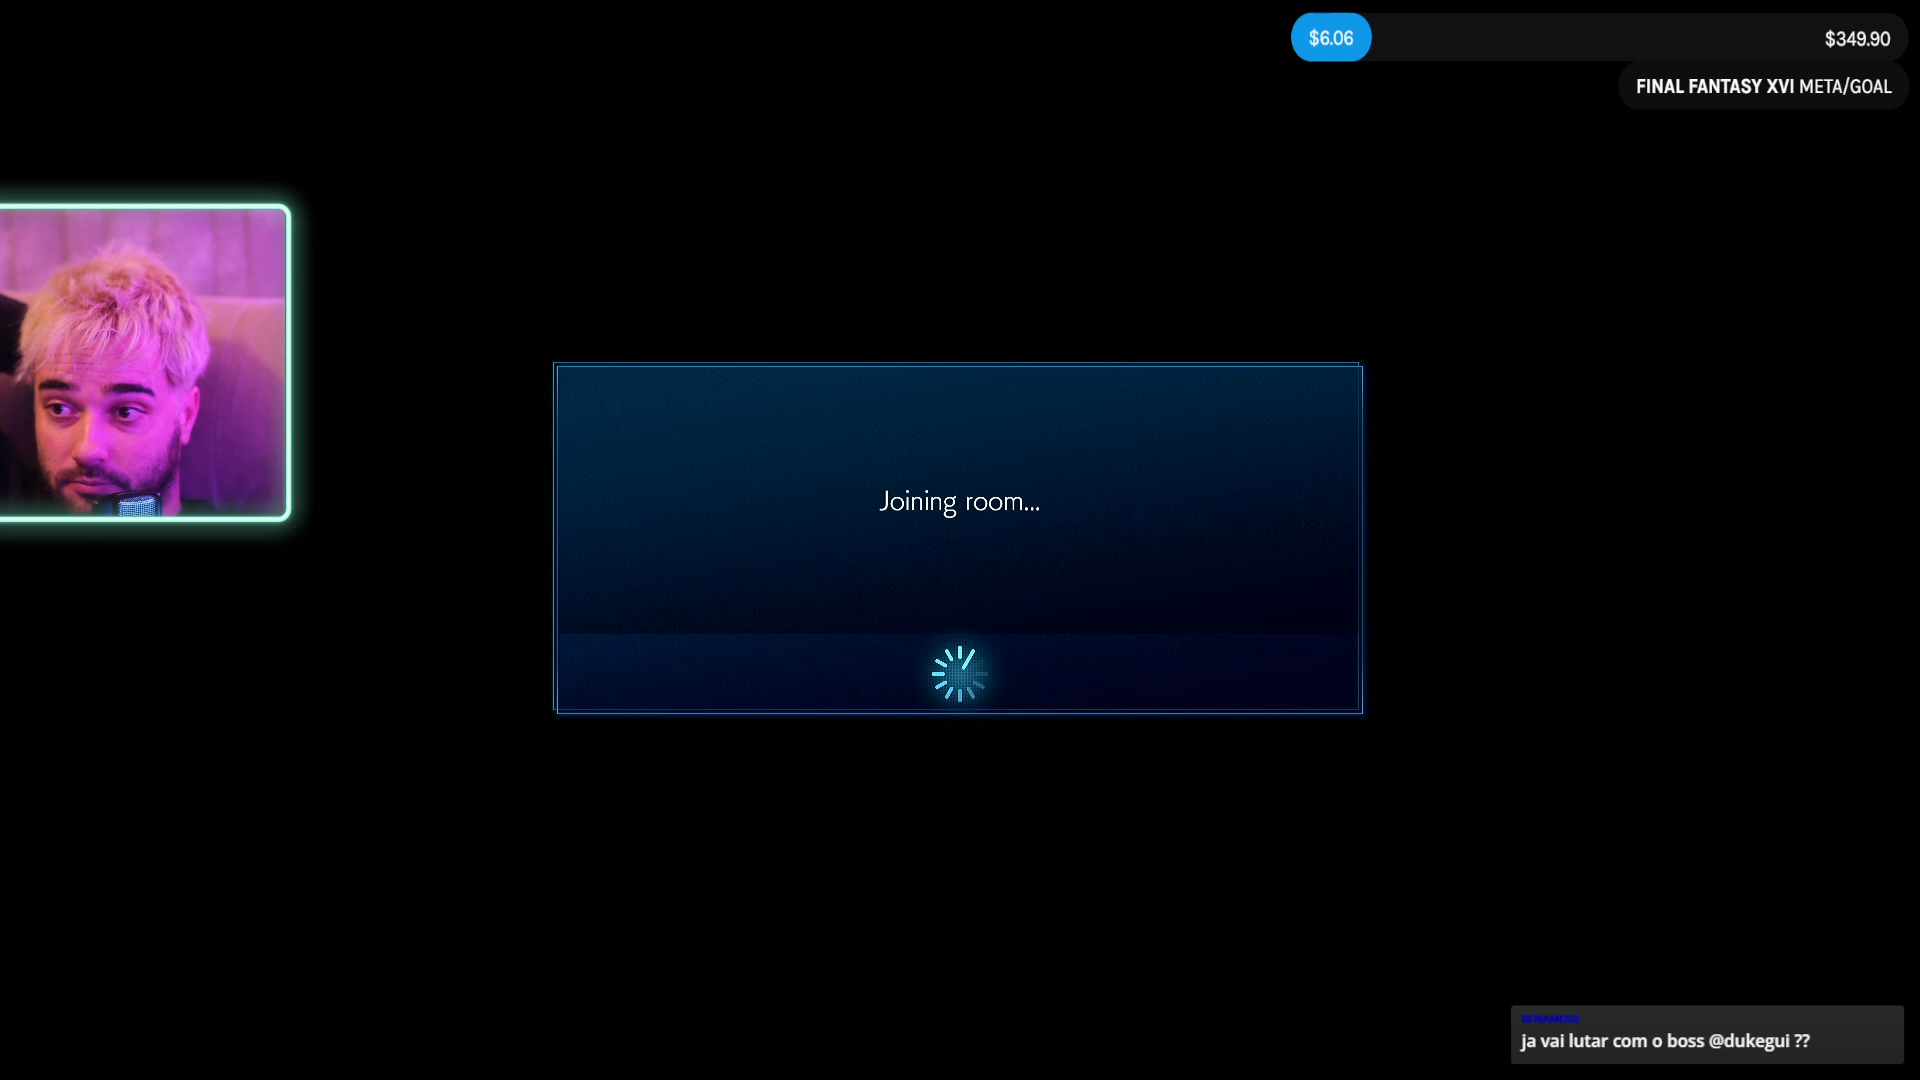 $6.06 $349.90
FINAL FANTASY XVI META/GOAL
Joining room...
ja vai lutar com o boss @dukegui ??